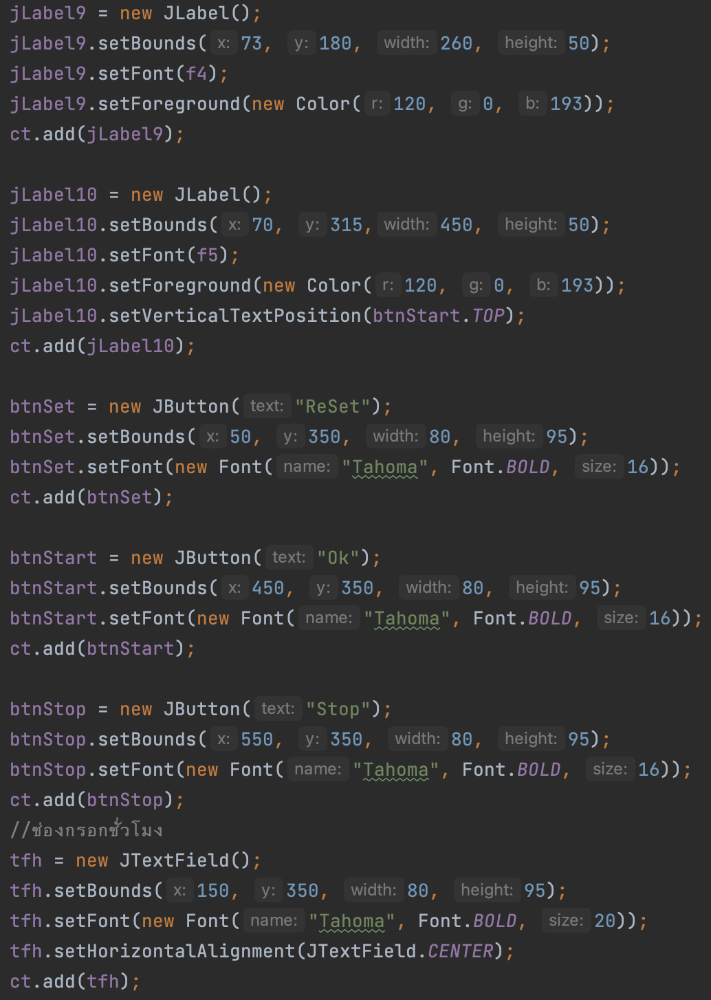 jLabel9 = new JLabel();
jLabel9.setBounds( x: 73, y: 180, width: 260, height: 50);
jLabel9.setFont(f4);
jLabel9.setForeground(new Color( r: 120, g: 0, b: 193));
ct.add(jLabel9);

jLabel10 = new JLabel();
jLabel10.setBounds( x: 70, y: 315, width: 450, height: 50);
jLabel10.setFont(f5);
jLabel10.setForeground(new Color( r: 120, g: 0, b: 193));
jLabel10.setVerticalTextPosition(btnStart.TOP);
ct.add(jLabel10);

btnSet = new JButton( text: "ReSet");
btnSet.setBounds( x: 50, y: 350, width: 80, height: 95);
btnSet.setFont(new Font( name: "Tahoma", Font.BOLD, size: 16));
ct.add(btnSet);

btnStart = new JButton( text: "Ok");
btnStart.setBounds( x: 450, y: 350, width: 80, height: 95);
btnStart.setFont(new Font( name: "Tahoma", Font.BOLD, size: 16));
ct.add(btnStart);

btnStop = new JButton( text: "Stop");
btnStop.setBounds( x: 550, y: 350, width: 80, height: 95);
btnStop.setFont(new Font( name: "Tahoma", Font.BOLD, size: 16));
ct.add(btnStop);
//ช่องกรอกชั่วโมง
tfh = new JTextField();
tfh.setBounds( x: 150, y: 350, width: 80, height: 95);
tfh.setFont(new Font( name: "Tahoma", Font.BOLD, size: 20));
tfh.setHorizontalAlignment(JTextField.CENTER);
ct.add(tfh);